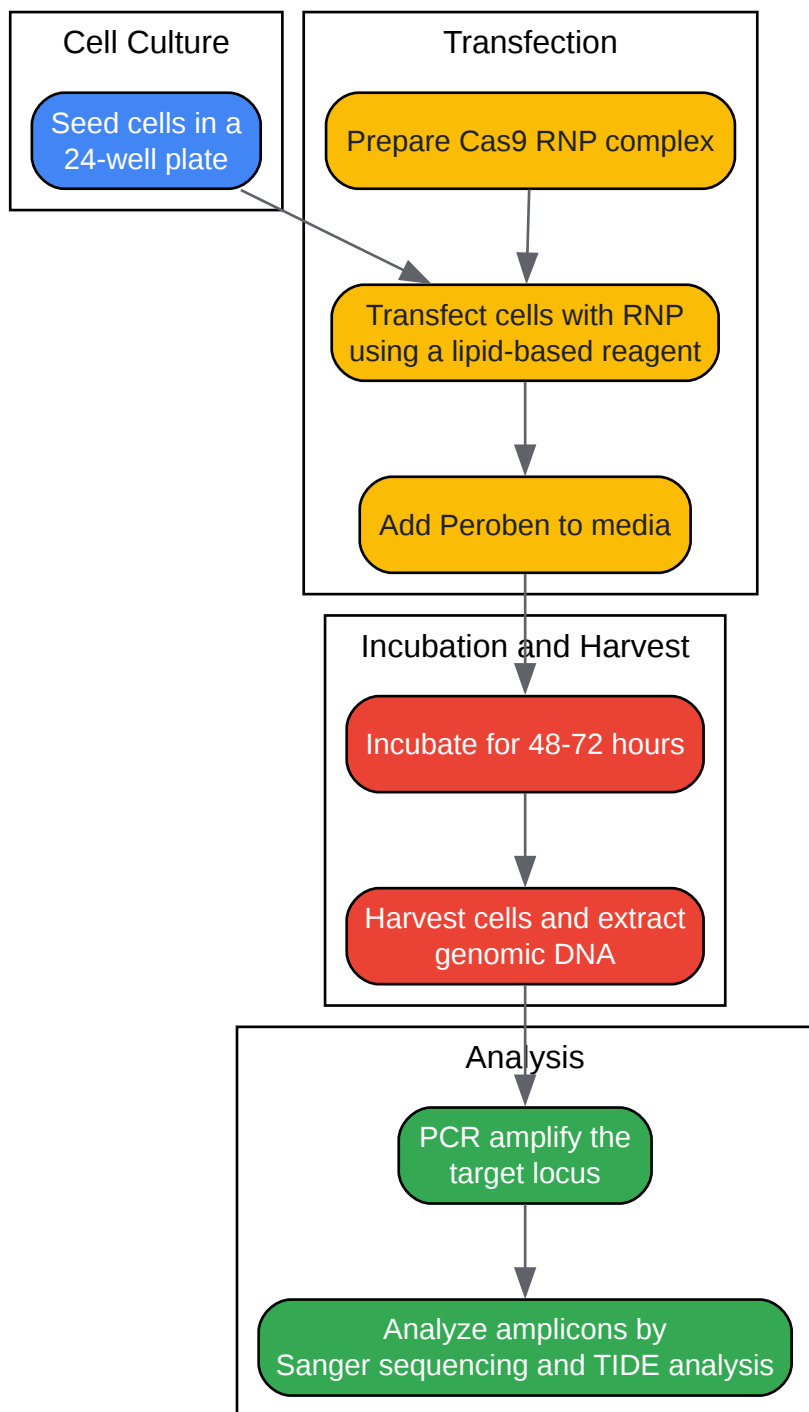 Cell Culture
Seed cells in a
24-well plate
Transfection
Prepare Cas9 RNP complex
Transfect cells with RNP
using a lipid-based reagent
Add Peroben to media
Incubation and Harvest
Incubate for 48-72 hours
Harvest cells and extract
genomic DNA
Analysis
PCR amplify the
target locus
Analyze amplicons by
Sanger sequencing and TIDE analysis